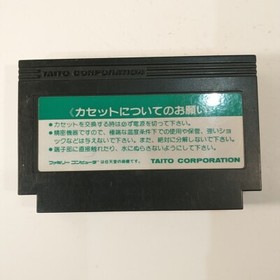 TAITO CORPORATION
《カセットについてのお願い》
●カセットを交換する時は必ず電源を切って下さい。
●精密機器ですので、極端な温度条件下での使用や保管、強いショ
ックなどは与えないで下さい。また、絶対に分解しないで下さい。
●端子部に直接触れたり、水にぬらさないようにして下さい。
ファミリーコンピュータは任天堂の商標です。 TAITO CORPORATION